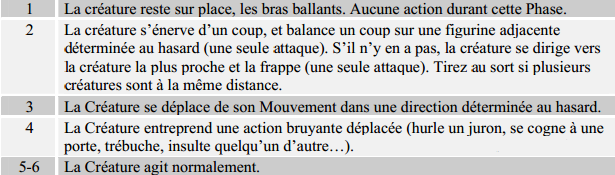 1 La créature reste sur place, les bras ballants. Aucune action durant cette Phase.
2 La créature s’énerve d’un coup, et balance un coup sur une figurine adjacente
déterminée au hasard (une seule attaque). S’il n’y en a pas, la créature se dirige vers
la créature la plus proche et la frappe (une seule attaque). Tirez au sort si plusieurs
créatures sont à la même distance.
3 La Créature se déplace de son Mouvement dans une direction déterminée au hasard.
4 La Créature entreprend une action bruyante déplacée (hurle un juron, se cogne à une
porte, trébuche, insulte quelqu’un d’autre…).
5-6 La Créature agit normalement.